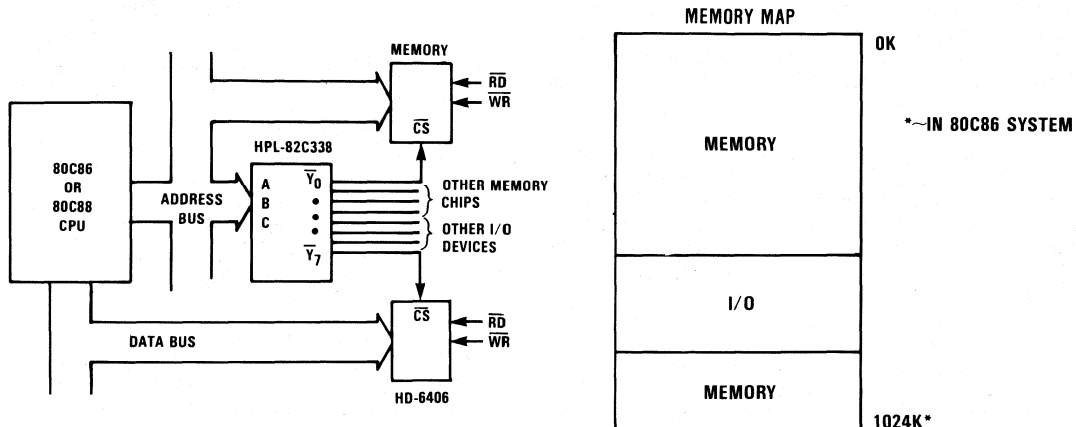 MEMORY
RD
WR
CS
80C86
OR
80C88
CPU
ADDRESS
BUS
HPL-82C338
A
B
C
Y0
Y7
OTHER MEMORY
CHIPS
OTHER I/O
DEVICES
CS
RD
WR
DATA BUS
HD-6406
MEMORY MAP
OK
MEMORY
*~IN 80C86 SYSTEM
I/O
MEMORY
1024K*